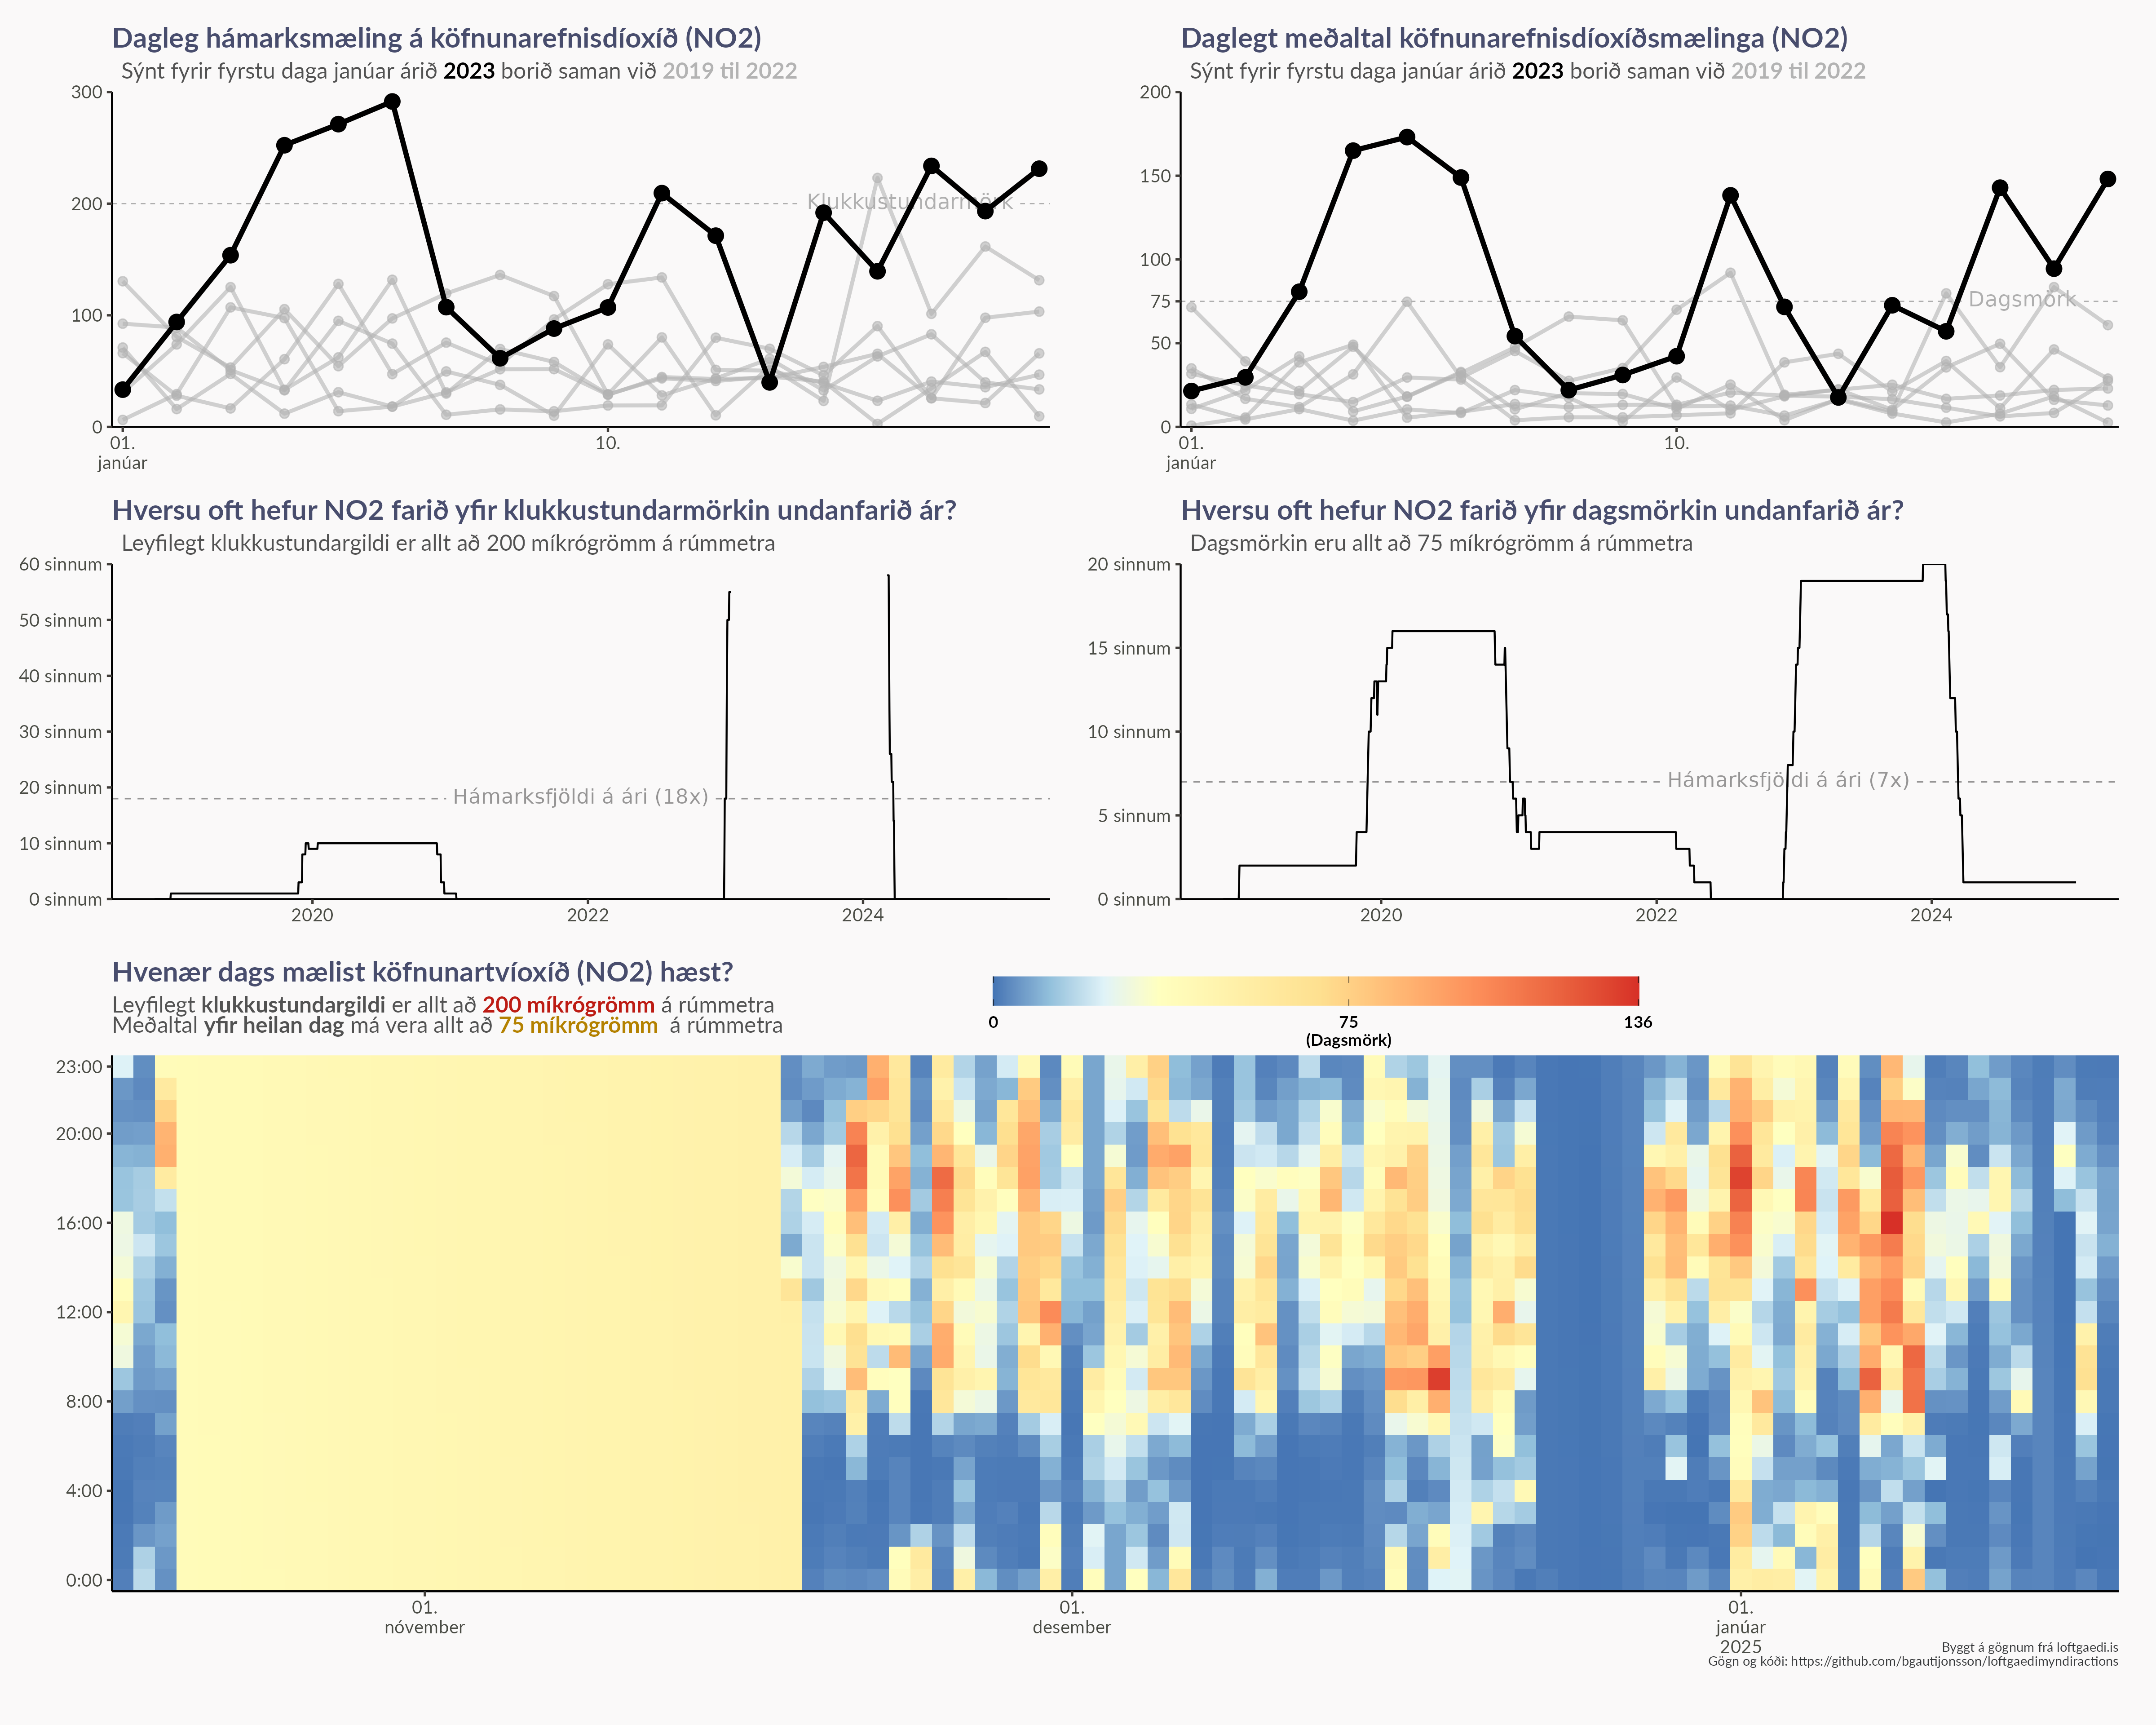 Dagleg hámarksmæling á köfnunarefnisdíoxíð (NO2)
Sýnt fyrir fyrstu daga janúar árið 2023 borið saman við 2019 til 2022
300
200
100
0
Klukkustundarmörk
01.
janúar
10.
Daglegt meðaltal köfnunarefnisdíoxíðsmælinga (NO2)
Sýnt fyrir fyrstu daga janúar árið 2023 borið saman við 2019 til 2022
200
150
100
75
50
0
Dagsmörk
01.
janúar
10.
Hversu oft hefur NO2 farið yfir klukkustundarmörkin undanfarið ár?
Leyfilegt klukkustundargildi er allt að 200 míkrógrömm á rúmmetra
60 sinnum
50 sinnum
40 sinnum
30 sinnum
20 sinnum
10 sinnum
0 sinnum
Hámarksfjöldi á ári (18x)
2020
2022
2024
Hversu oft hefur NO2 farið yfir dagsmörkin undanfarið ár?
Dagsmörkin eru allt að 75 míkrógrömm á rúmmetra
20 sinnum
15 sinnum
10 sinnum
5 sinnum
0 sinnum
Hámarksfjöldi á ári (7x)
2020
2022
2024
Hvenær dags mælist köfnunartvíoxíð (NO2) hæst?
Leyfilegt klukkustundargildi er allt að 200 míkrógrömm á rúmmetra
Meðaltal yfir heilan dag má vera allt að 75 míkrógrömm á rúmmetra
0
75
(Dagsmörk)
136
23:00
20:00
16:00
12:00
8:00
4:00
0:00
01.
nóvember
01.
desember
01.
janúar
2025
Byggt á gögnum frá loftgaedi.is
Gögn og kóði: https://github.com/bgautijonsson/loftgaedimyndiractions